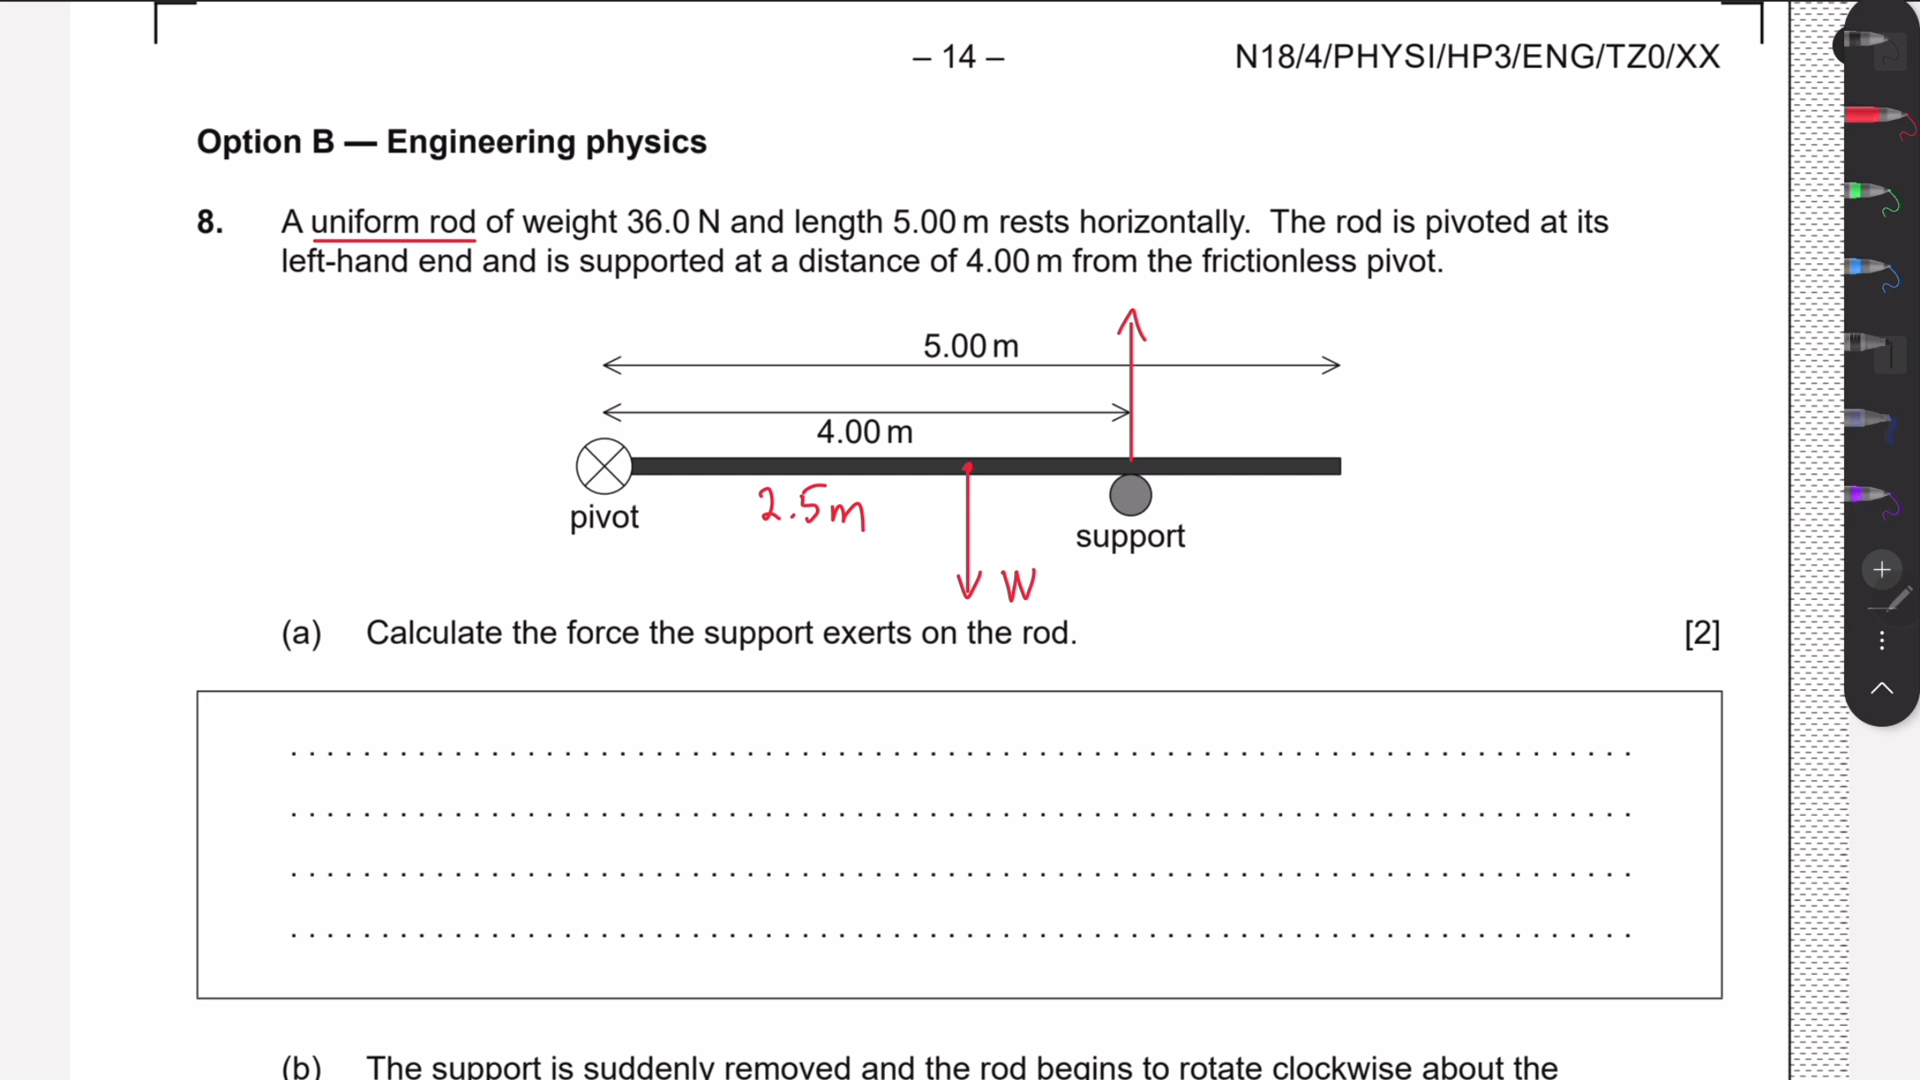 – 14 –
N18/4/PHYSI/HP3/ENG/TZ0/XX
Option B — Engineering physics
8. A uniform rod of weight 36.0 N and length 5.00 m rests horizontally. The rod is pivoted at its
left-hand end and is supported at a distance of 4.00 m from the frictionless pivot.
5.00 m
4.00 m
2.5m
pivot
support
W
(a) Calculate the force the support exerts on the rod. [2]
(b) The support is suddenly removed and the rod begins to rotate clockwise about the